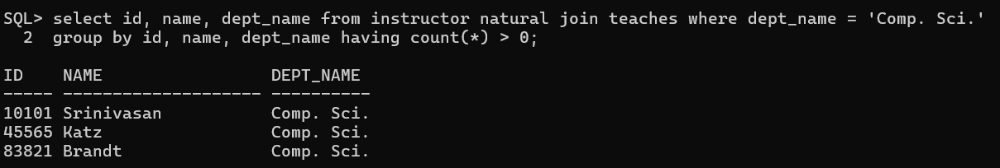 SQL> select id, name, dept_name from instructor natural join teaches where dept_name = 'Comp. Sci.'
  2  group by id, name, dept_name having count(*) > 0;

ID    NAME                 DEPT_NAME
----- -------------------- ----------
10101 Srinivasan           Comp. Sci.
45565 Katz                 Comp. Sci.
83821 Brandt               Comp. Sci.